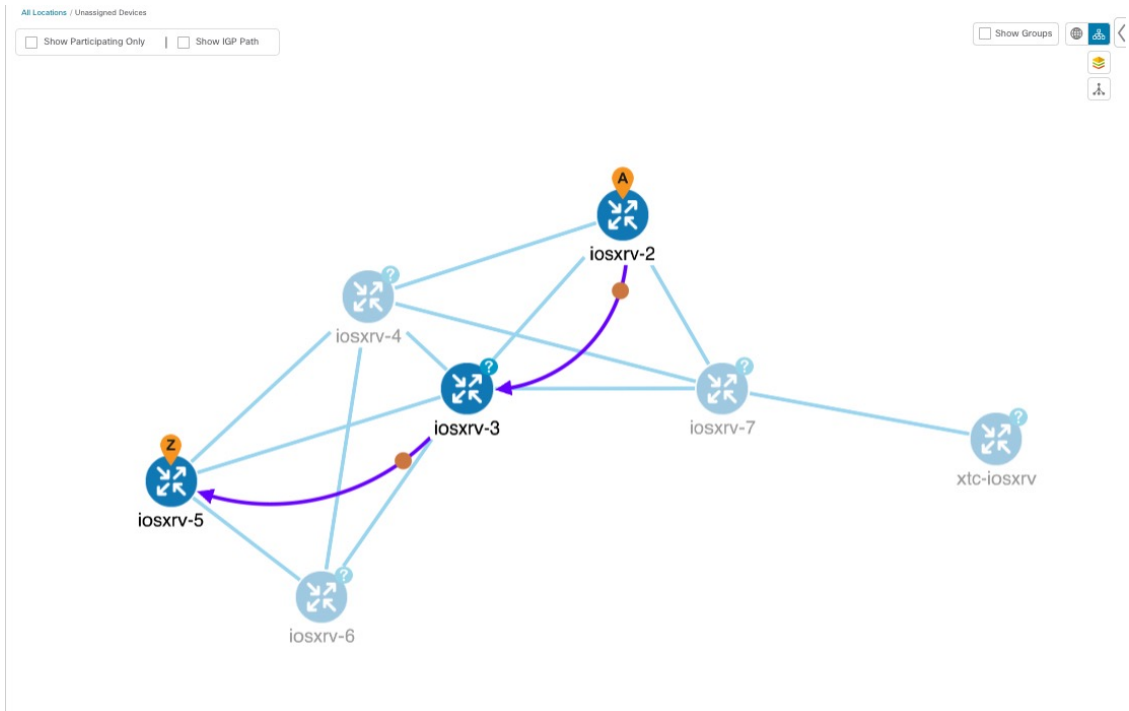 All Locations / Unassigned Devices
Show Participating Only | Show IGP Path
Show Groups
A
iosxrv-2
?
iosxrv-4
?
iosxrv-3
?
iosxrv-7
?
xtc-iosxrv
Z
iosxrv-5
?
iosxrv-6